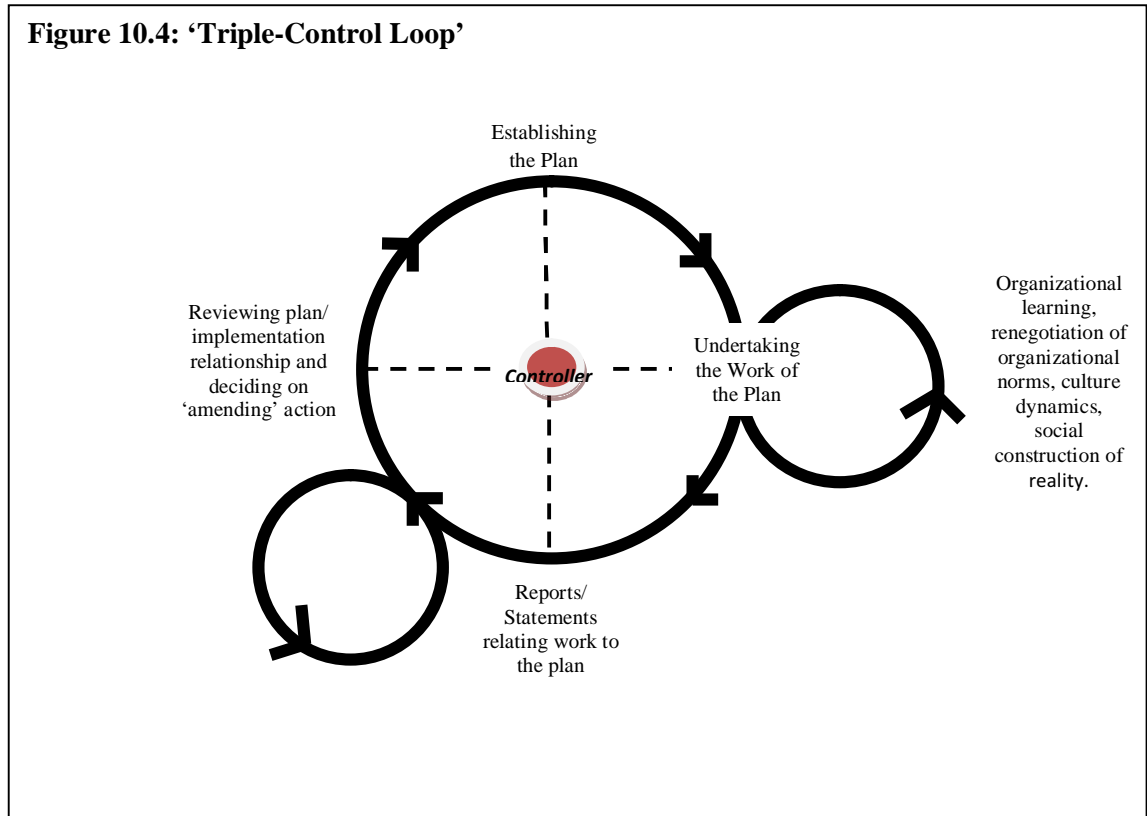 Figure 10.4: ‘Triple-Control Loop’
Establishing
the Plan
Reviewing plan/
implementation
relationship and
deciding on
‘amending’ action
Controller
Undertaking
the Work of
the Plan
Organizational
learning,
renegotiation of
organizational
norms, culture
dynamics,
social
construction of
reality.
Reports/
Statements
relating work to
the plan